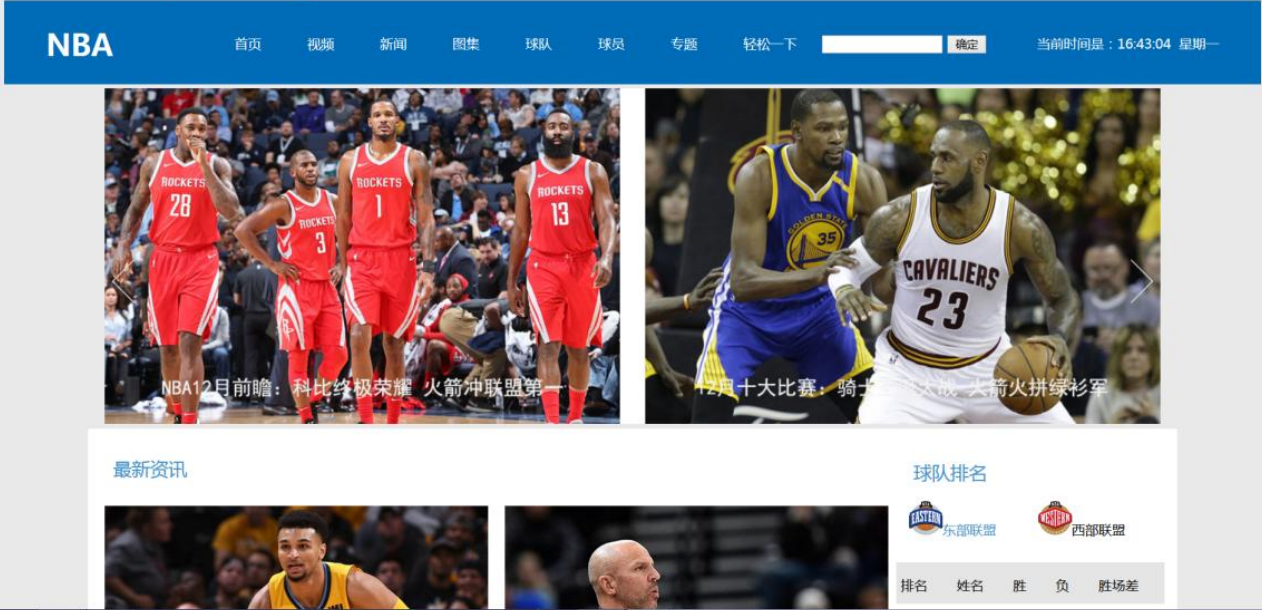 NBA 首页 视频 新闻 图集 球队 球员 专题 轻松一下 确定 当前时间是：16:43:04 星期一
ROCKETS 28
ROCKETS 3
ROCKETS 1
ROCKETS 13
GOLDEN STATE 35
CAVALIERS 23
NBA12月前瞻：科比终极荣耀 火箭冲联盟第一
12月十大比赛：骑士 大战 火箭火拼绿衫军
最新资讯
球队排名
EASTERN 东部联盟 WESTERN 西部联盟
排名 姓名 胜 负 胜场差